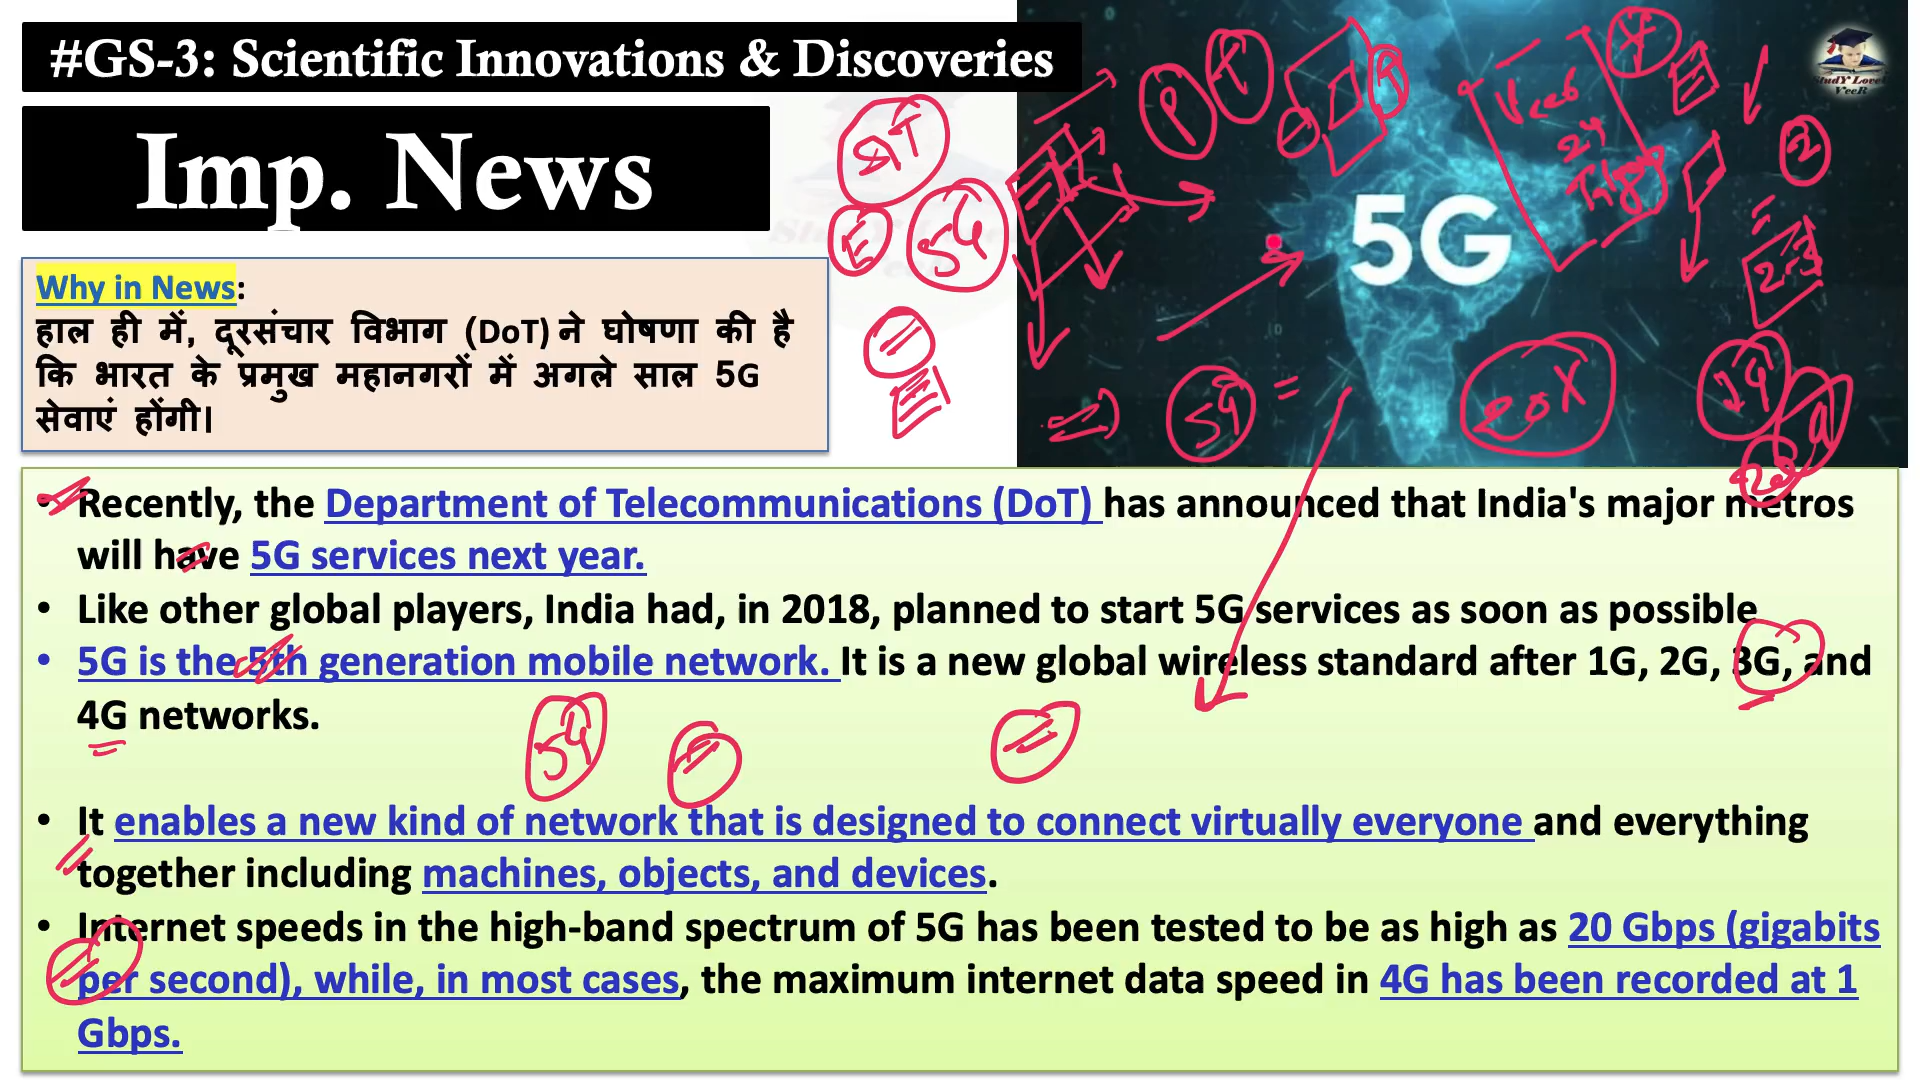 #GS-3: Scientific Innovations & Discoveries
Imp. News
StudY LoveR
VeeR
Why in News:
हाल ही में, दूरसंचार विभाग (DoT) ने घोषणा की है
कि भारत के प्रमुख महानगरों में अगले साल 5G
सेवाएं होंगी।
5G
20X
• Recently, the Department of Telecommunications (DoT) has announced that India's major metros
will have 5G services next year.
• Like other global players, India had, in 2018, planned to start 5G services as soon as possible
• 5G is the 5th generation mobile network. It is a new global wireless standard after 1G, 2G, 3G, and
4G networks.
• It enables a new kind of network that is designed to connect virtually everyone and everything
together including machines, objects, and devices.
• Internet speeds in the high-band spectrum of 5G has been tested to be as high as 20 Gbps (gigabits
per second), while, in most cases, the maximum internet data speed in 4G has been recorded at 1
Gbps.